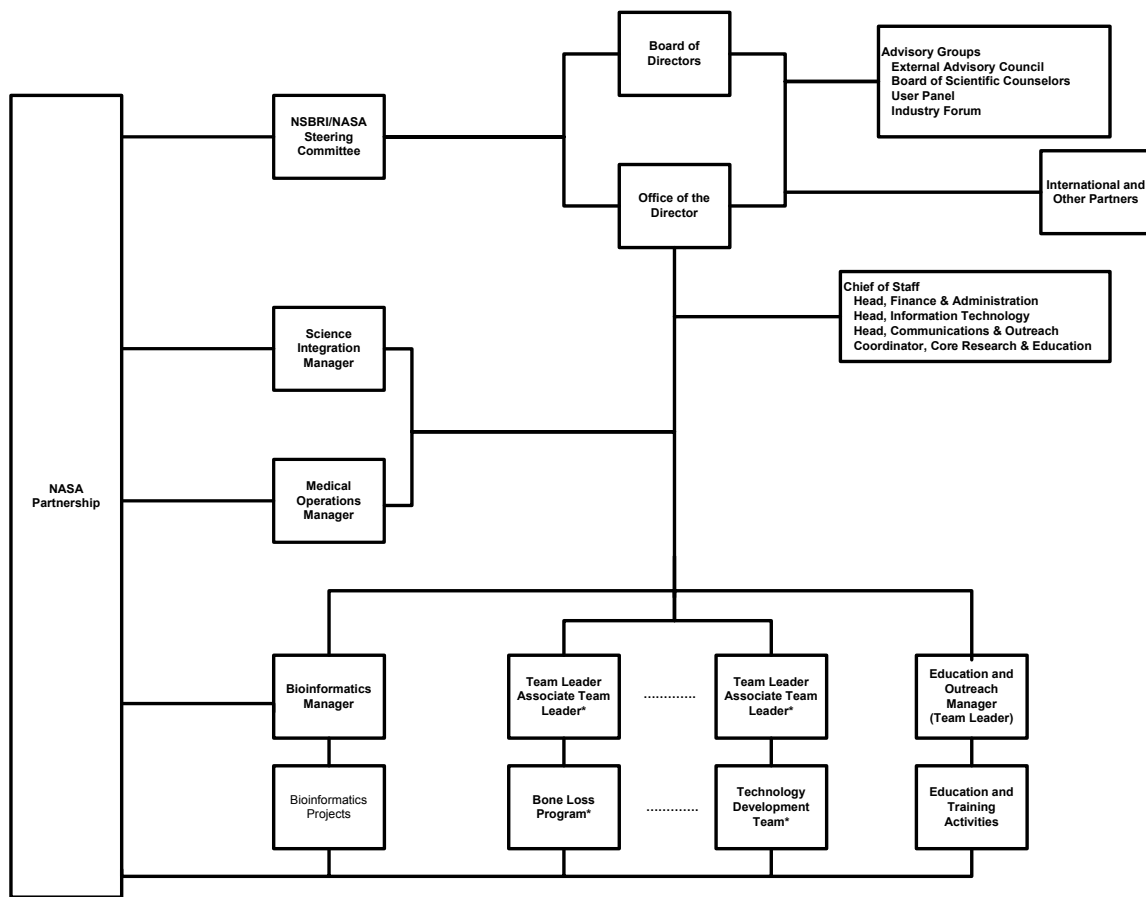 Board of
Directors
Advisory Groups
External Advisory Council
Board of Scientific Counselors
User Panel
Industry Forum
NSBRI/NASA
Steering
Committee
Office of the
Director
International and
Other Partners
Chief of Staff
Head, Finance & Administration
Head, Information Technology
Head, Communications & Outreach
Coordinator, Core Research & Education
Science
Integration
Manager
NASA
Partnership
Medical
Operations
Manager
Bioinformatics
Manager
Team Leader
Associate Team
Leader*
.............
Team Leader
Associate Team
Leader*
Education and
Outreach
Manager
(Team Leader)
Bioinformatics
Projects
Bone Loss
Program*
.............
Technology
Development
Team*
Education and
Training
Activities